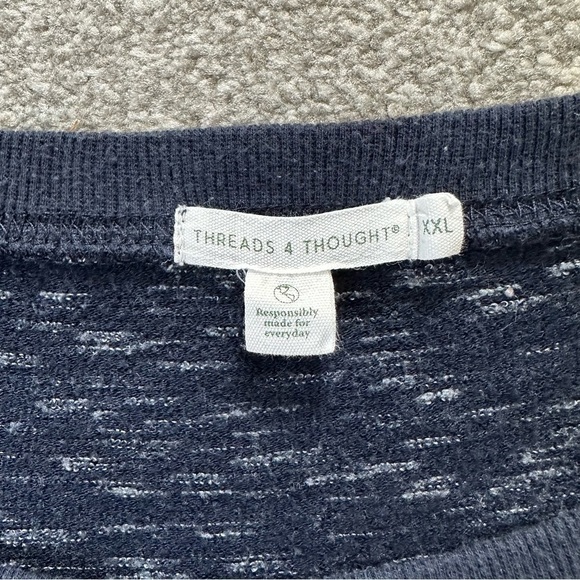 THREADS 4 THOUGHT®
XXL
Responsibly
made for
everyday